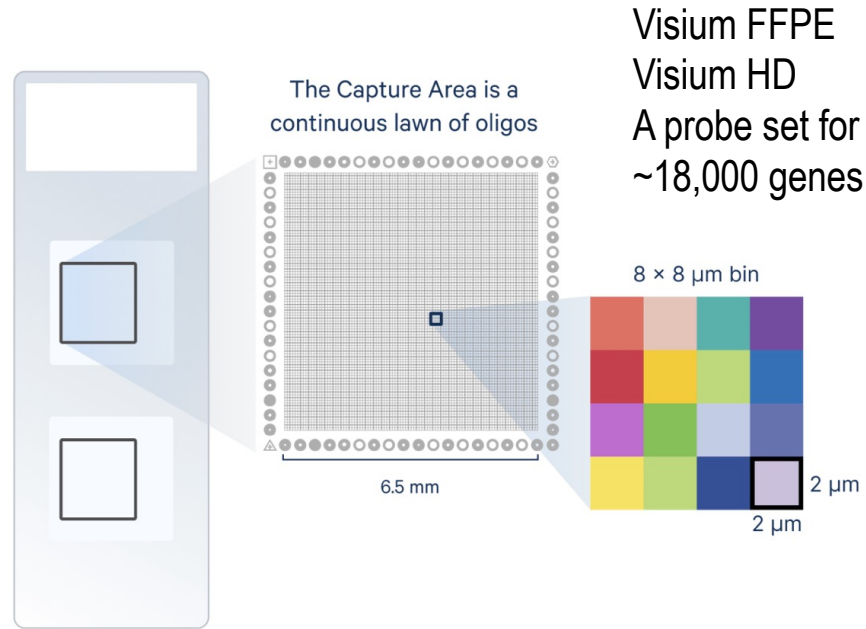 Visium FFPE
Visium HD
A probe set for
~18,000 genes
The Capture Area is a
continuous lawn of oligos
6.5 mm
8 × 8 µm bin
2 µm
2 µm